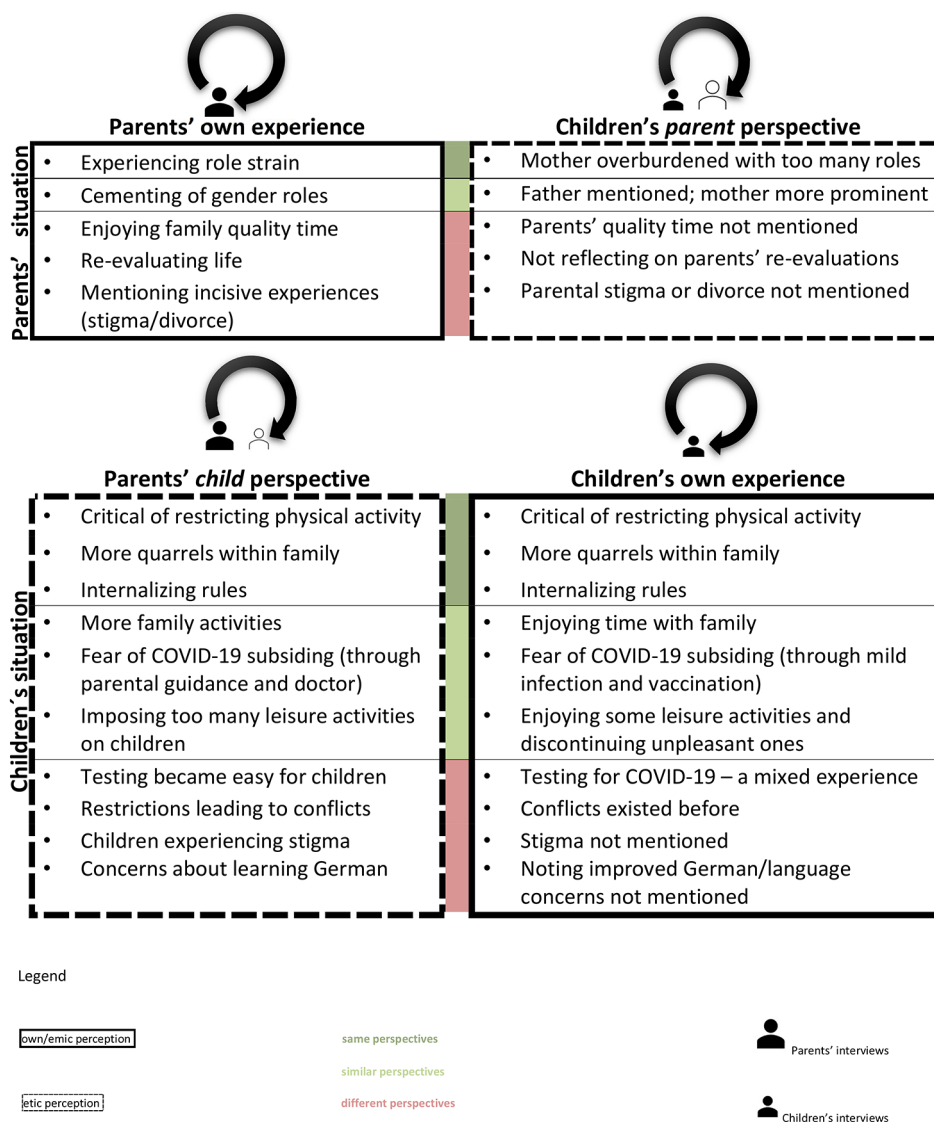 Parents’ own experience
Children’s parent perspective
Parents’ situation
• Experiencing role strain
• Cementing of gender roles
• Enjoying family quality time
• Re-evaluating life
• Mentioning incisive experiences
(stigma/divorce)
• Mother overburdened with too many roles
• Father mentioned; mother more prominent
• Parents’ quality time not mentioned
• Not reflecting on parents’ re-evaluations
• Parental stigma or divorce not mentioned
Parents’ child perspective
Children’s own experience
Children´s situation
• Critical of restricting physical activity
• More quarrels within family
• Internalizing rules
• More family activities
• Fear of COVID-19 subsiding (through
parental guidance and doctor)
• Imposing too many leisure activities
on children
• Testing became easy for children
• Restrictions leading to conflicts
• Children experiencing stigma
• Concerns about learning German
• Critical of restricting physical activity
• More quarrels within family
• Internalizing rules
• Enjoying time with family
• Fear of COVID-19 subsiding (through mild
infection and vaccination)
• Enjoying some leisure activities and
discontinuing unpleasant ones
• Testing for COVID-19 – a mixed experience
• Conflicts existed before
• Stigma not mentioned
• Noting improved German/language
concerns not mentioned
Legend
own/emic perception
etic perception
same perspectives
similar perspectives
different perspectives
Parents’ interviews
Children’s interviews